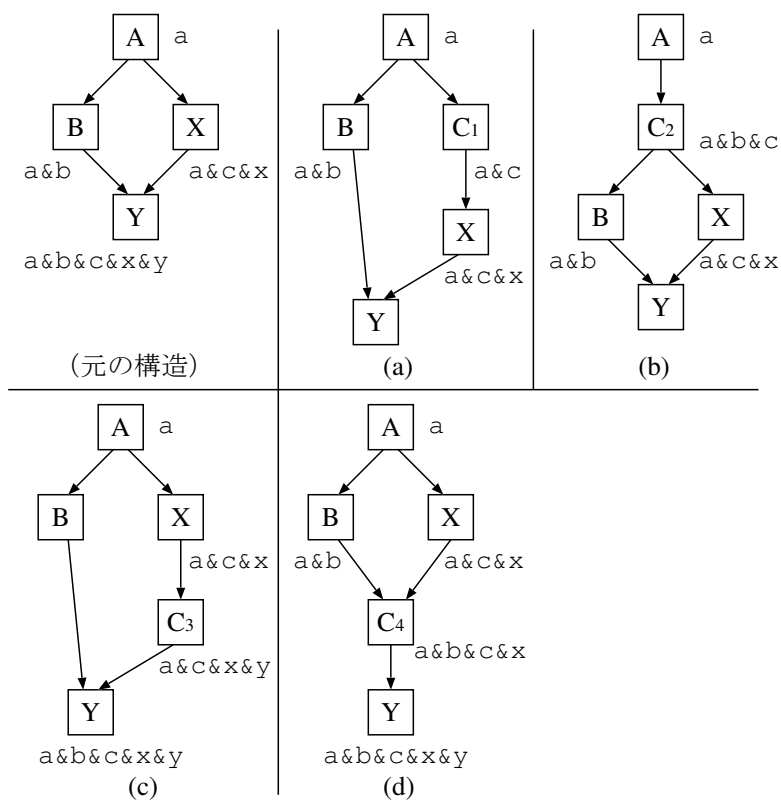 A a
B X
a&b a&c&x
Y
a&b&c&x&y
(元の構造)
A a
B C1
a&b a&c
X
a&c&x
Y
(a)
A a
C2
a&b&c
B X
a&b a&c&x
Y
(b)
A a
B X
a&c&x
C3
a&c&x&y
Y
a&b&c&x&y
(c)
A a
B X
a&b a&c&x
C4
a&b&c&x
Y
a&b&c&x&y
(d)